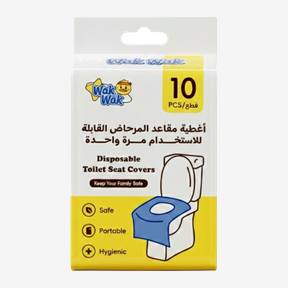 Wak Wak
10
PCS/قطع
أغطية مقاعد المرحاض القابلة
للاستخدام مرة واحدة
Disposable
Toilet Seat Covers
Keep Your Family Safe
Safe
Portable
Hygienic